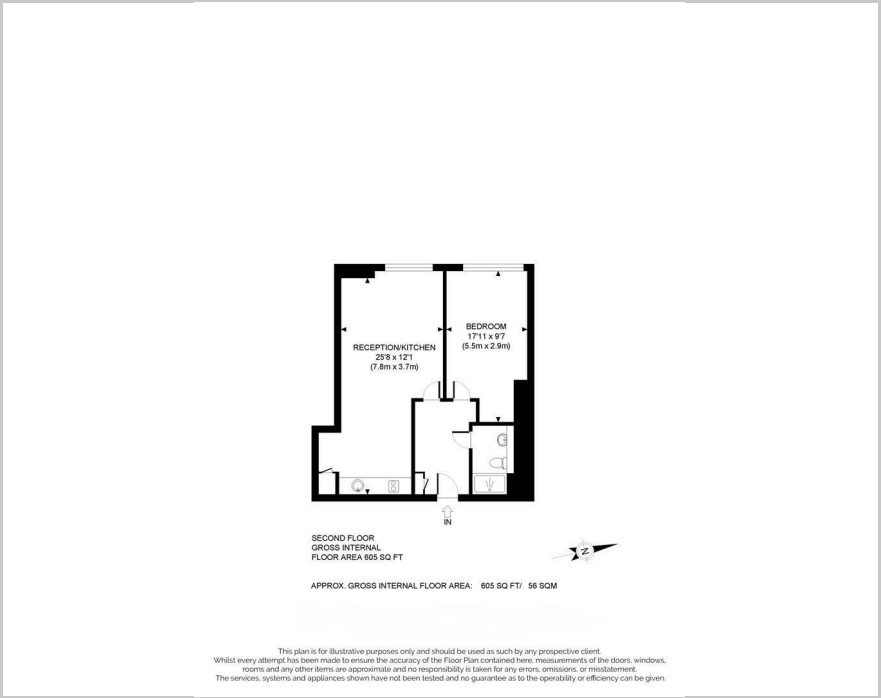 BEDROOM
17'11 x 9'7
(5.5m x 2.9m)
RECEPTION/KITCHEN
25'8 x 12'1
(7.8m x 3.7m)
IN
SECOND FLOOR
GROSS INTERNAL
FLOOR AREA 605 SQ FT
N
APPROX. GROSS INTERNAL FLOOR AREA: 605 SQ FT/ 56 SQM
This plan is for illustrative purposes only and should be used as such by any prospective client.
Whilst every attempt has been made to ensure the accuracy of the Floor Plan contained here, measurements of the doors, windows,
rooms and any other items are approximate and no responsibility is taken for any errors, omissions, or misstatement.
The services, systems and appliances shown have not been tested and no guarantee as to the operability or efficiency can be given.